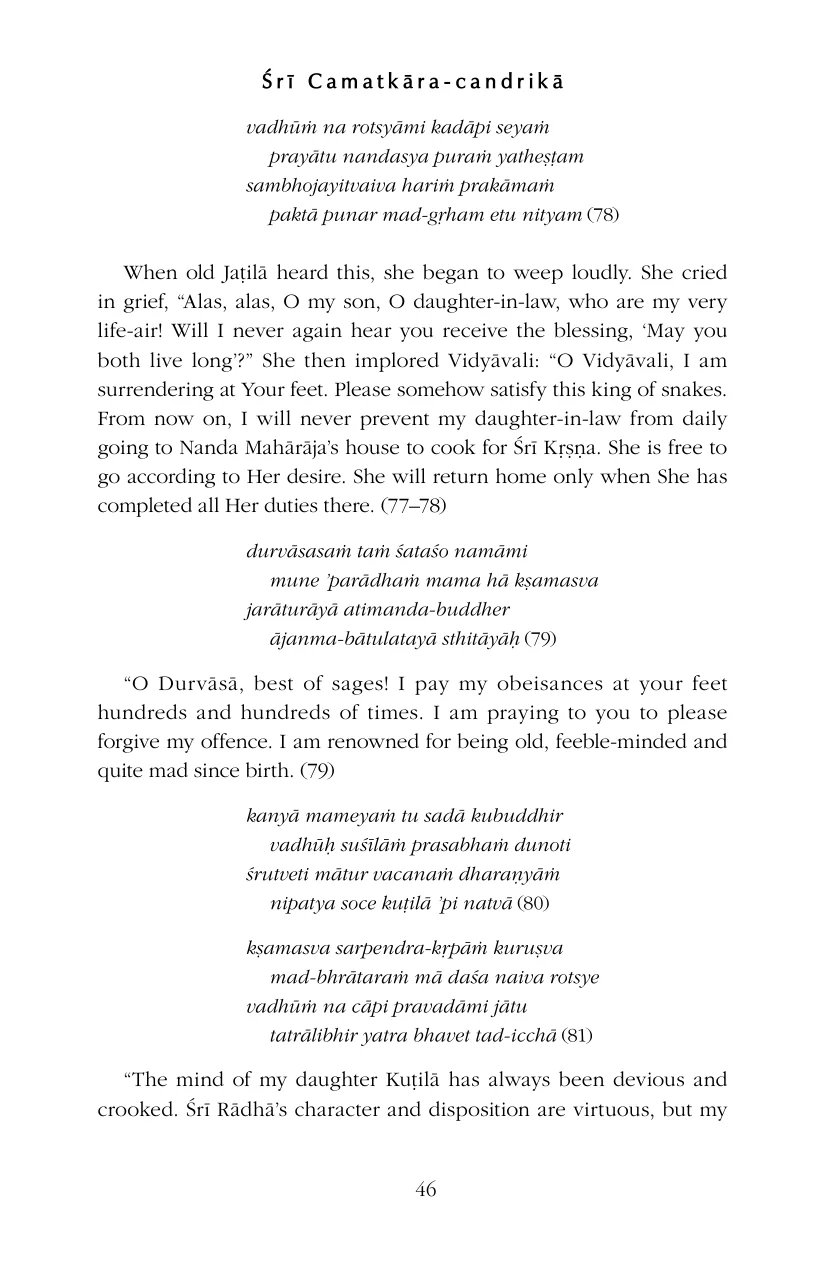 Śrī Camatkāra-candrikā
vadhūṁ na rotsyāmi kadāpi seyaṁ
prayātu nandasya puraṁ yatheṣṭam
sambhojayitvaiva hariṁ prakāmaṁ
paktā punar mad-gṛham etu nityam (78)
When old Jaṭilā heard this, she began to weep loudly. She cried
in grief, “Alas, alas, O my son, O daughter-in-law, who are my very
life-air! Will I never again hear you receive the blessing, ‘May you
both live long’?” She then implored Vidyāvali: “O Vidyāvali, I am
surrendering at Your feet. Please somehow satisfy this king of snakes.
From now on, I will never prevent my daughter-in-law from daily
going to Nanda Mahārāja’s house to cook for Śrī Kṛṣṇa. She is free to
go according to Her desire. She will return home only when She has
completed all Her duties there. (77–78)
durvāsasaṁ taṁ śataśo namāmi
mune ’parādhaṁ mama hā kṣamasva
jarāturāyā atimanda-buddher
ājanma-bātulatayā sthitāyāḥ (79)
“O Durvāsā, best of sages! I pay my obeisances at your feet
hundreds and hundreds of times. I am praying to you to please
forgive my offence. I am renowned for being old, feeble-minded and
quite mad since birth. (79)
kanyā mameyaṁ tu sadā kubuddhir
vadhūḥ suśīlāṁ prasabhaṁ dunoti
śrutveti mātur vacanaṁ dharaṇyāṁ
nipatya soce kuṭilā ’pi natvā (80)
kṣamasva sarpendra-kṛpāṁ kuruṣva
mad-bhrātaraṁ mā daśa naiva rotsye
vadhūṁ na cāpi pravadāmi jātu
tatrālibhir yatra bhavet tad-icchā (81)
“The mind of my daughter Kuṭilā has always been devious and
crooked. Śrī Rādhā’s character and disposition are virtuous, but my
46